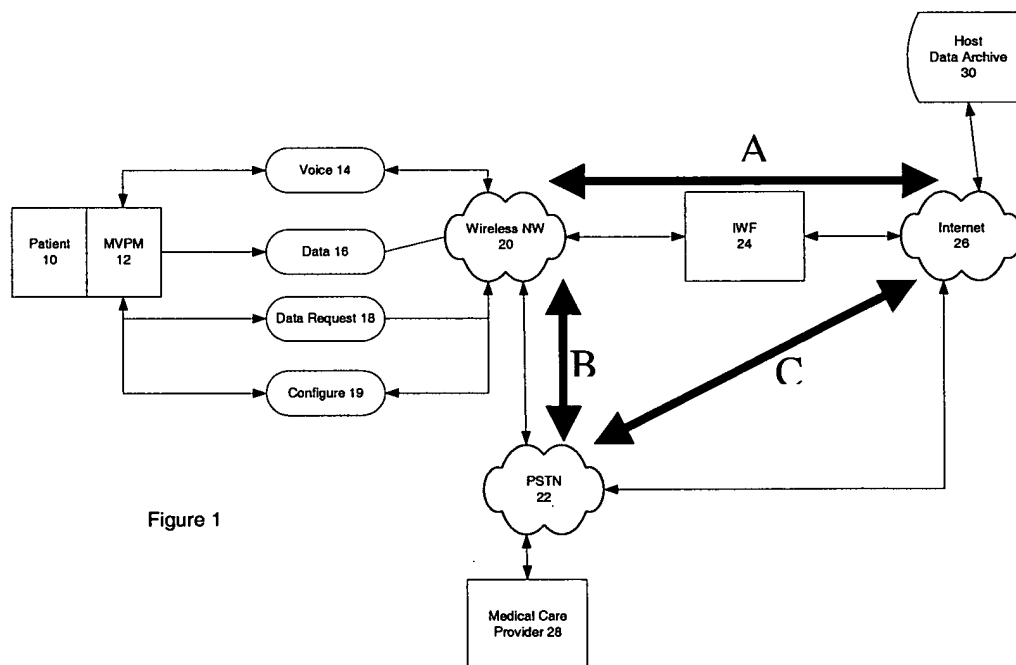 Host
Data Archive
30
A
Voice 14
Patient
10
MVPM
12
Data 16
Wireless NW
20
IWF
24
Internet
26
Data Request 18
B
C
Configure 19
PSTN
22
Figure 1
Medical Care
Provider 28